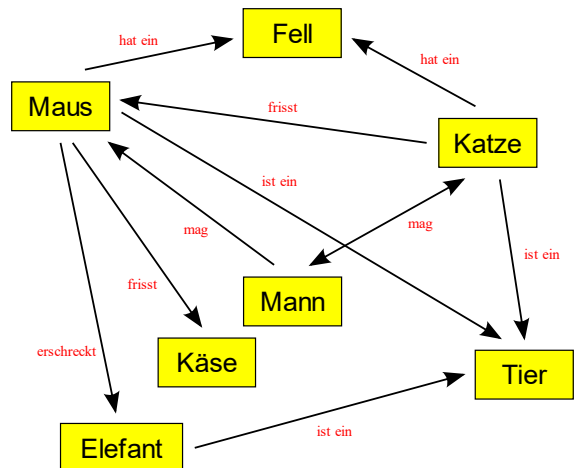 Fell
hat ein
hat ein
Maus
frisst
Katze
ist ein
mag
mag
ist ein
frisst
Mann
erschreckt
Käse
Tier
Elefant
ist ein